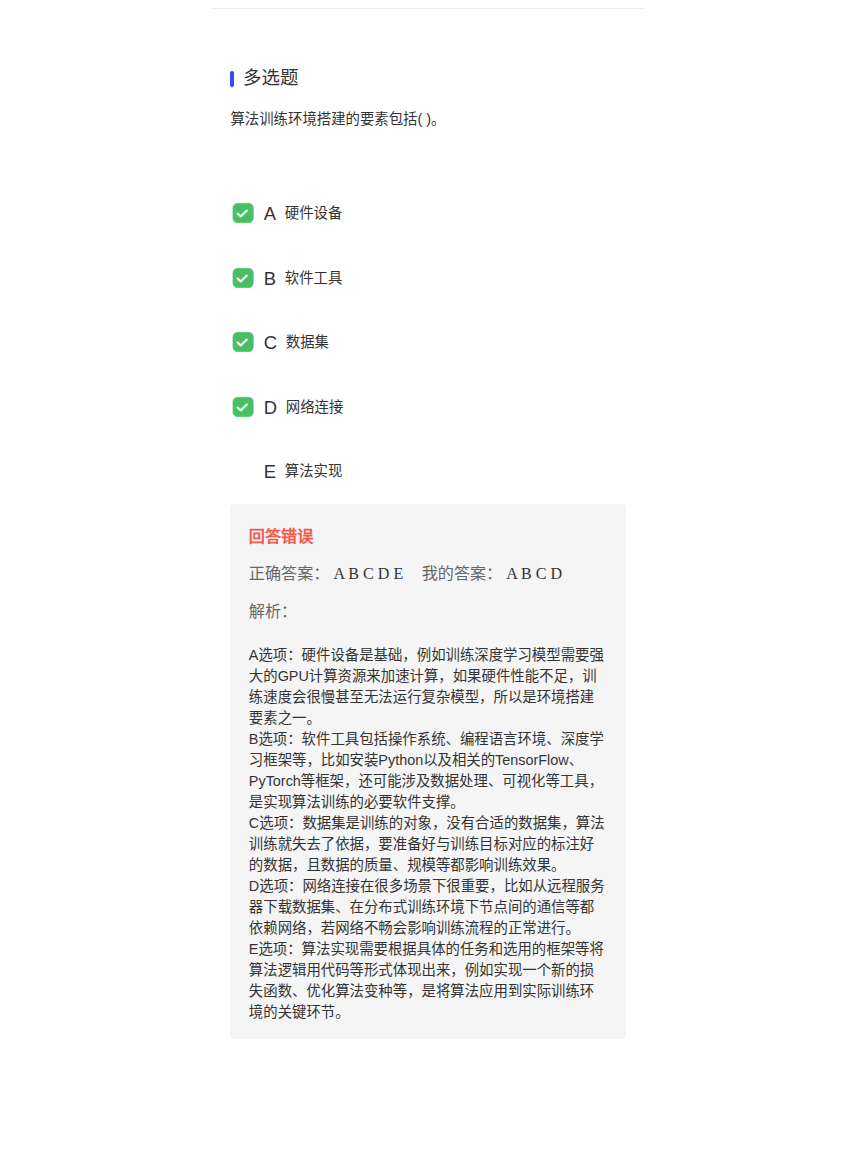 多选题
算法训练环境搭建的要素包括( )。
A 硬件设备
B 软件工具
C 数据集
D 网络连接
E 算法实现
回答错误
正确答案： A B C D E 我的答案： A B C D
解析：
A选项：硬件设备是基础，例如训练深度学习模型需要强
大的GPU计算资源来加速计算，如果硬件性能不足，训
练速度会很慢甚至无法运行复杂模型，所以是环境搭建
要素之一。
B选项：软件工具包括操作系统、编程语言环境、深度学
习框架等，比如安装Python以及相关的TensorFlow、
PyTorch等框架，还可能涉及数据处理、可视化等工具，
是实现算法训练的必要软件支撑。
C选项：数据集是训练的对象，没有合适的数据集，算法
训练就失去了依据，要准备好与训练目标对应的标注好
的数据，且数据的质量、规模等都影响训练效果。
D选项：网络连接在很多场景下很重要，比如从远程服务
器下载数据集、在分布式训练环境下节点间的通信等都
依赖网络，若网络不畅会影响训练流程的正常进行。
E选项：算法实现需要根据具体的任务和选用的框架等将
算法逻辑用代码等形式体现出来，例如实现一个新的损
失函数、优化算法变种等，是将算法应用到实际训练环
境的关键环节。